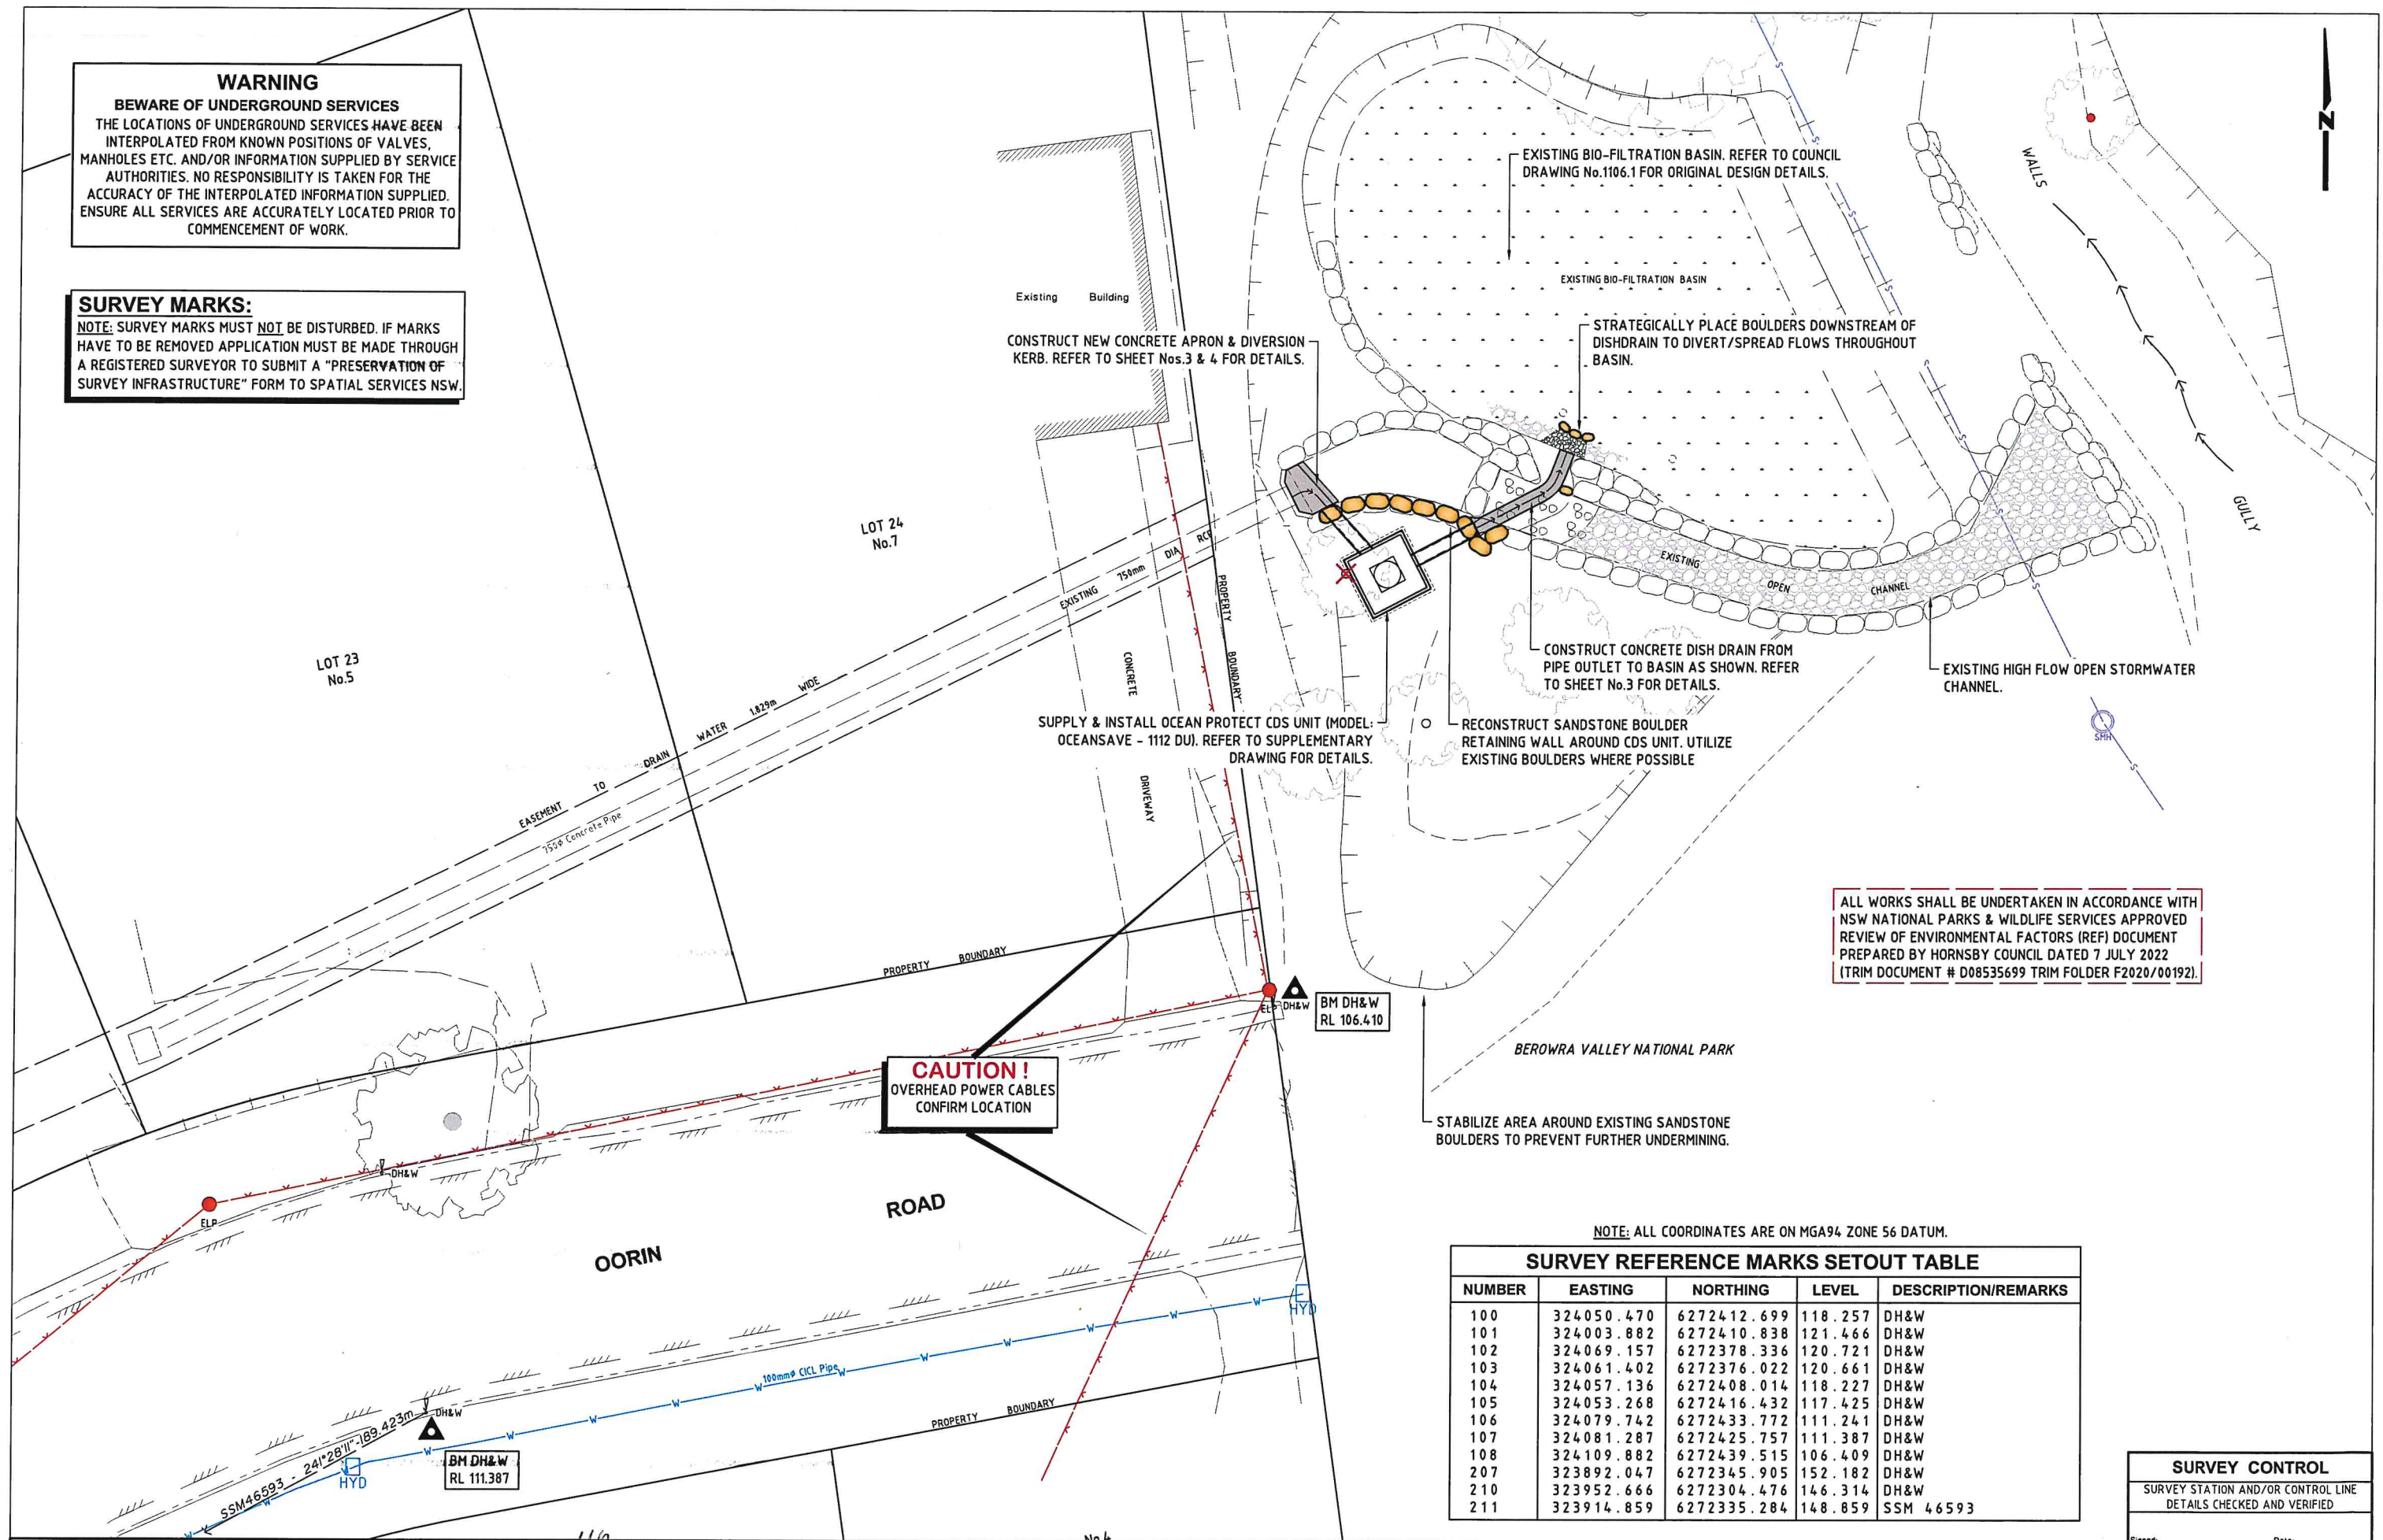 WARNING
BEWARE OF UNDERGROUND SERVICES
THE LOCATIONS OF UNDERGROUND SERVICES HAVE BEEN
INTERPOLATED FROM KNOWN POSITIONS OF VALVES,
MANHOLES ETC. AND/OR INFORMATION SUPPLIED BY SERVICE
AUTHORITIES. NO RESPONSIBILITY IS TAKEN FOR THE
ACCURACY OF THE INTERPOLATED INFORMATION SUPPLIED.
ENSURE ALL SERVICES ARE ACCURATELY LOCATED PRIOR TO
COMMENCEMENT OF WORK.
SURVEY MARKS:
NOTE: SURVEY MARKS MUST NOT BE DISTURBED. IF MARKS
HAVE TO BE REMOVED APPLICATION MUST BE MADE THROUGH
A REGISTERED SURVEYOR TO SUBMIT A "PRESERVATION OF
SURVEY INFRASTRUCTURE" FORM TO SPATIAL SERVICES NSW.
N
EXISTING BIO-FILTRATION BASIN. REFER TO COUNCIL
DRAWING No.1106.1 FOR ORIGINAL DESIGN DETAILS.
EXISTING BIO-FILTRATION BASIN
WALLS
GULLY
Existing Building
CONSTRUCT NEW CONCRETE APRON & DIVERSION
KERB. REFER TO SHEET Nos.3 & 4 FOR DETAILS.
STRATEGICALLY PLACE BOULDERS DOWNSTREAM OF
DISHDRAIN TO DIVERT/SPREAD FLOWS THROUGHOUT
BASIN.
LOT 24
No.7
LOT 23
No.5
EXISTING 750mm DIA RCP
EASEMENT TO DRAIN WATER 1.829m WIDE
750ø Concrete Pipe
PROPERTY BOUNDARY
CONCRETE DRIVEWAY
EXISTING OPEN CHANNEL
CONSTRUCT CONCRETE DISH DRAIN FROM
PIPE OUTLET TO BASIN AS SHOWN. REFER
TO SHEET No.3 FOR DETAILS.
EXISTING HIGH FLOW OPEN STORMWATER
CHANNEL.
SUPPLY & INSTALL OCEAN PROTECT CDS UNIT (MODEL:
OCEANSAVE - 1112 DU). REFER TO SUPPLEMENTARY
DRAWING FOR DETAILS.
RECONSTRUCT SANDSTONE BOULDER
RETAINING WALL AROUND CDS UNIT. UTILIZE
EXISTING BOULDERS WHERE POSSIBLE
SMH
S
S
S
S
S
S
S
S
ALL WORKS SHALL BE UNDERTAKEN IN ACCORDANCE WITH
NSW NATIONAL PARKS & WILDLIFE SERVICES APPROVED
REVIEW OF ENVIRONMENTAL FACTORS (REF) DOCUMENT
PREPARED BY HORNSBY COUNCIL DATED 7 JULY 2022
(TRIM DOCUMENT # D08535699 TRIM FOLDER F2020/00192).
PROPERTY BOUNDARY
ELP DH&W
BM DH&W
RL 106.410
BEROWRA VALLEY NATIONAL PARK
CAUTION !
OVERHEAD POWER CABLES
CONFIRM LOCATION
STABILIZE AREA AROUND EXISTING SANDSTONE
BOULDERS TO PREVENT FURTHER UNDERMINING.
DH&W
ELP
OORIN ROAD
HYD
100mmø CICL Pipe
W
W
W
W
W
W
W
W
W
W
PROPERTY BOUNDARY
DH&W
SSM46593 - 241°28'11"-189.423m
HYD
BM DH&W
RL 111.387
No.4
NOTE: ALL COORDINATES ARE ON MGA94 ZONE 56 DATUM.
SURVEY REFERENCE MARKS SETOUT TABLE
NUMBER EASTING NORTHING LEVEL DESCRIPTION/REMARKS
100 324050.470 6272412.699 118.257 DH&W
101 324003.882 6272410.838 121.466 DH&W
102 324069.157 6272378.336 120.721 DH&W
103 324061.402 6272376.022 120.661 DH&W
104 324057.136 6272408.014 118.227 DH&W
105 324053.268 6272416.432 117.425 DH&W
106 324079.742 6272433.772 111.241 DH&W
107 324081.287 6272425.757 111.387 DH&W
108 324109.882 6272439.515 106.409 DH&W
207 323892.047 6272345.905 152.182 DH&W
210 323952.666 6272304.476 146.314 DH&W
211 323914.859 6272335.284 148.859 SSM 46593
SURVEY CONTROL
SURVEY STATION AND/OR CONTROL LINE
DETAILS CHECKED AND VERIFIED